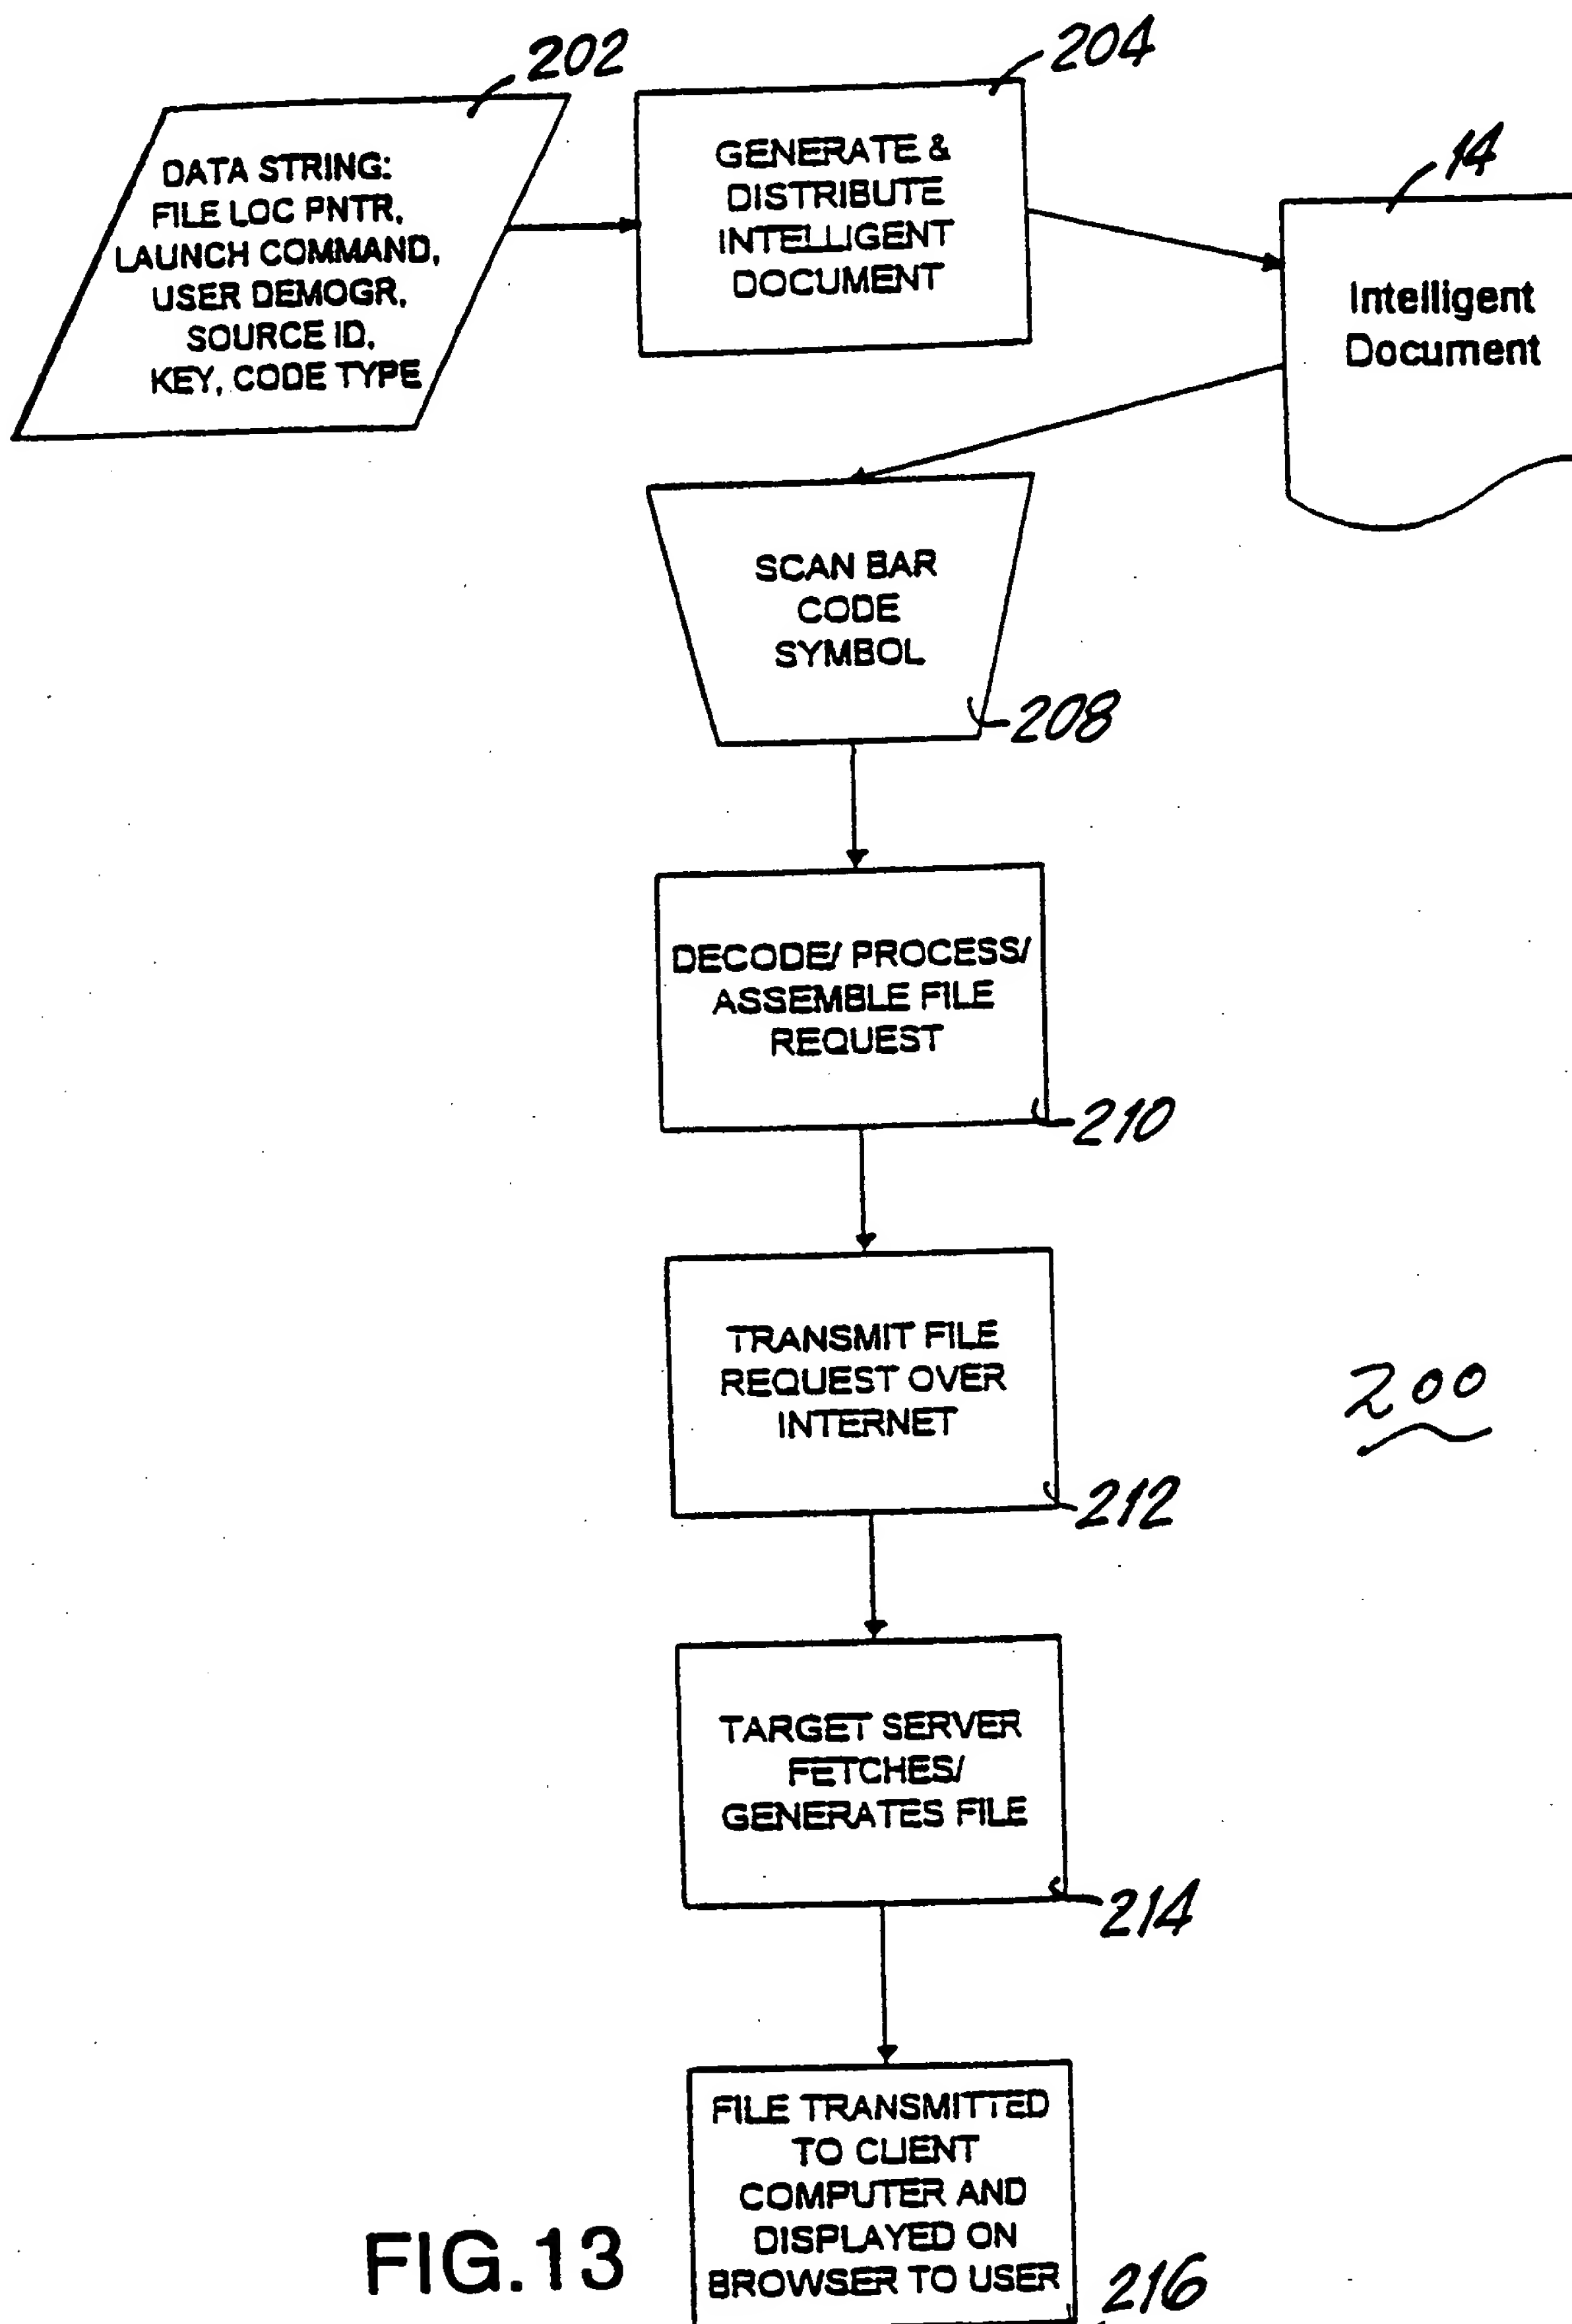 202
204
14
DATA STRING:
FILE LOC PNTR,
LAUNCH COMMAND,
USER DEMOGR,
SOURCE ID,
KEY, CODE TYPE
GENERATE &
DISTRIBUTE
INTELLIGENT
DOCUMENT
Intelligent
Document
SCAN BAR
CODE
SYMBOL
208
DECODE/ PROCESS/
ASSEMBLE FILE
REQUEST
210
TRANSMIT FILE
REQUEST OVER
INTERNET
212
200
TARGET SERVER
FETCHES/
GENERATES FILE
214
FILE TRANSMITTED
TO CLIENT
COMPUTER AND
DISPLAYED ON
BROWSER TO USER
216
FIG.13